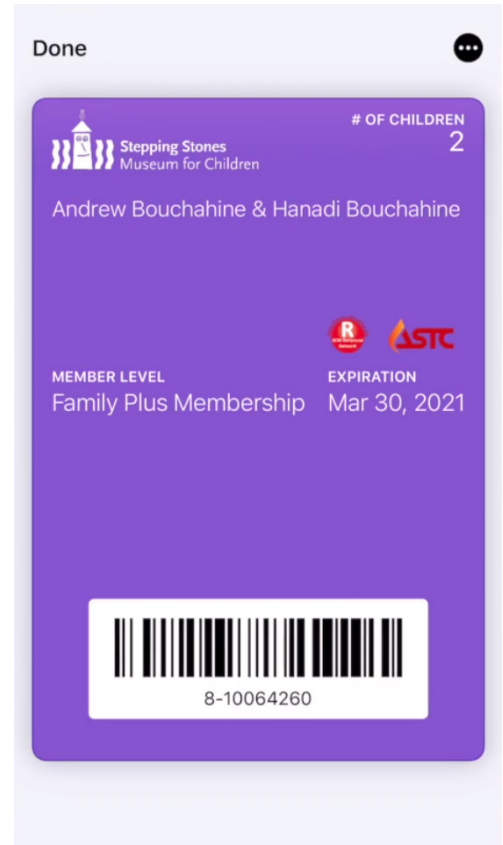 Done
# OF CHILDREN
2
Stepping Stones
Museum for Children
Andrew Bouchahine & Hanadi Bouchahine
R
ASTC
MEMBER LEVEL
EXPIRATION
Family Plus Membership
Mar 30, 2021
8-10064260